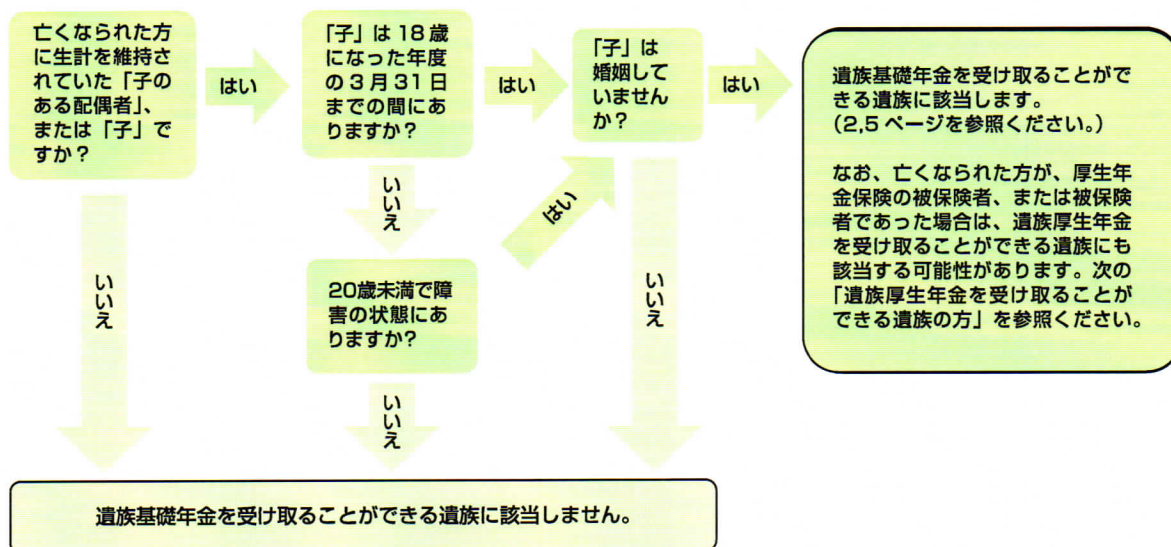 亡くなられた方
に生計を維持さ
れていた「子の
ある配偶者」、
または「子」で
すか？
はい
「子」は 18 歳
になった年度
の 3 月 31 日
までの間にあ
りますか？
はい
「子」は
婚姻して
いません
か？
はい
遺族基礎年金を受け取ることがで
きる遺族に該当します。
（2,5 ページを参照ください。）
なお、亡くなられた方が、厚生年
金保険の被保険者、または被保険
者であった場合は、遺族厚生年金
を受け取ることができる遺族にも
該当する可能性があります。次の
「遺族厚生年金を受け取ることが
できる遺族の方」を参照ください。
いいえ
はい
いいえ
20歳未満で障
害の状態にあ
りますか?
いいえ
いいえ
遺族基礎年金を受け取ることができる遺族に該当しません。